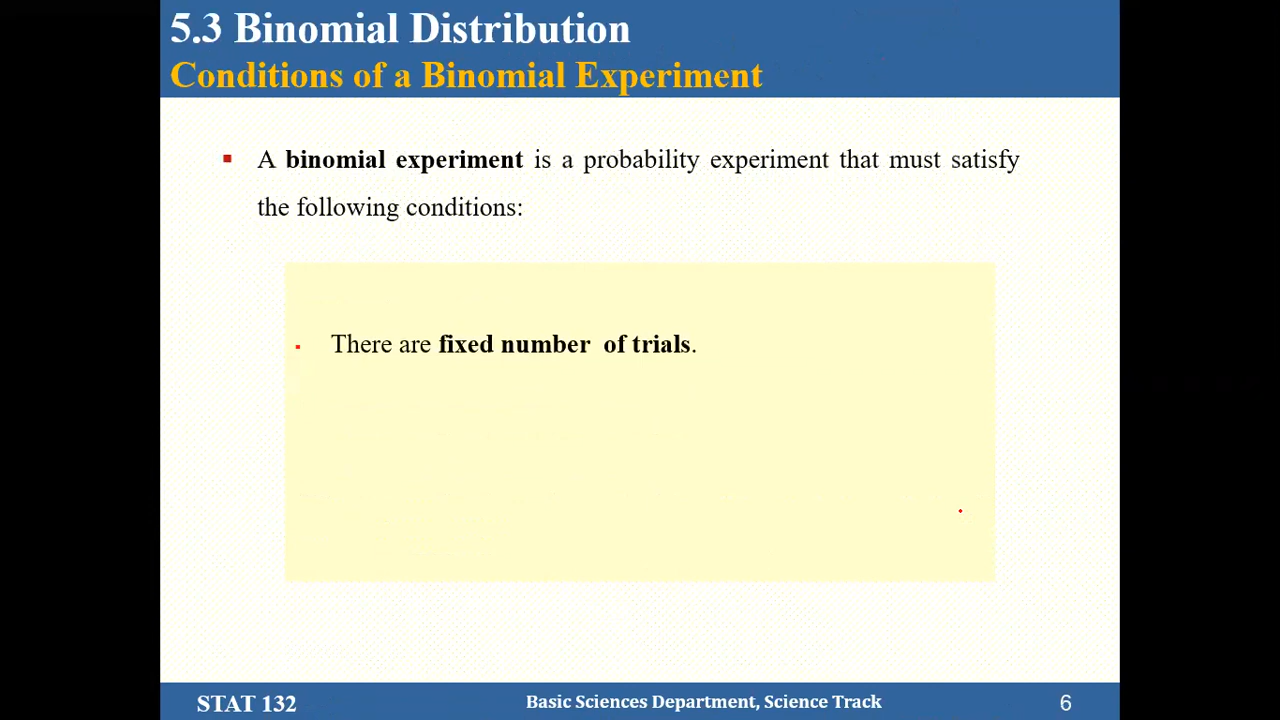 5.3 Binomial Distribution
Conditions of a Binomial Experiment
A binomial experiment is a probability experiment that must satisfy
the following conditions:
There are fixed number of trials.
STAT 132
Basic Sciences Department, Science Track
6